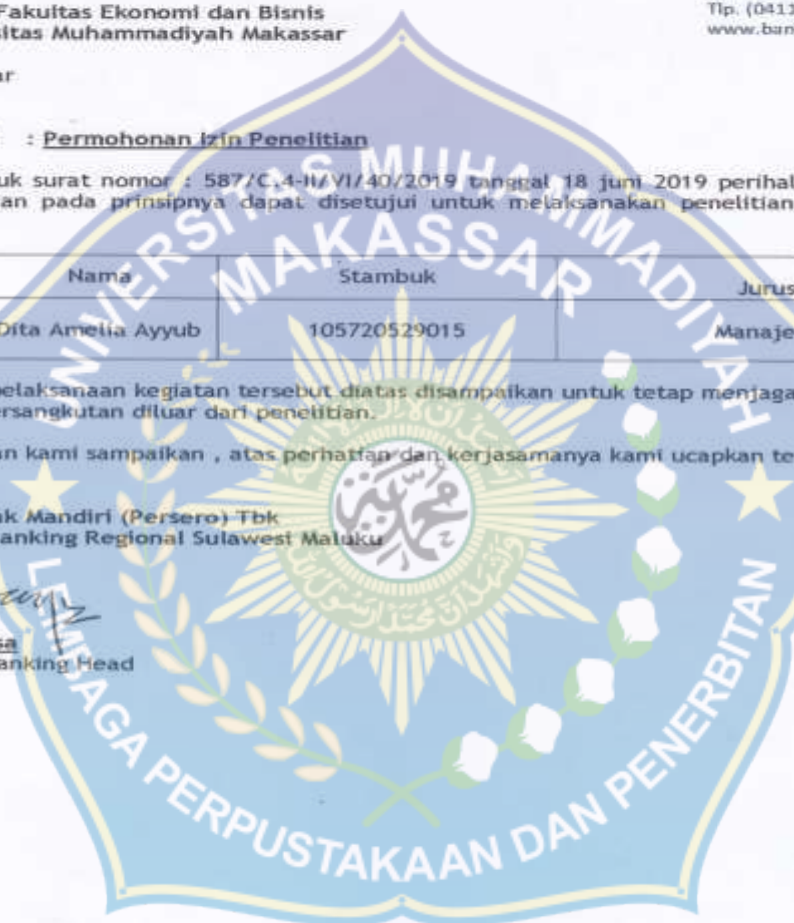 Fakultas Ekonomi dan Bisnis
sitas Muhammadiyah Makassar
Tlp. (0411
www.ban
ar
: Permohonan Izin Penelitian
uk surat nomor : 587/C.4-II/VI/40/2019 tanggal 18 juni 2019 perihal
an pada prinsipnya dapat disetujui untuk melaksanakan penelitian
Nama Stambuk Jurus
Dita Amelia Ayyub 105720529015 Manaje
pelaksanaan kegiatan tersebut diatas disampaikan untuk tetap menjaga
ersangkutan diluar dari penelitian.
an kami sampaikan , atas perhatian dan kerjasamanya kami ucapkan te
nk Mandiri (Persero) Tbk
anking Regional Sulawesi Maluku
sa
anking Head
UNIVERSITAS MUHAMMADIYAH
MAKASSAR
LEMBAGA PERPUSTAKAAN DAN PENERBITAN